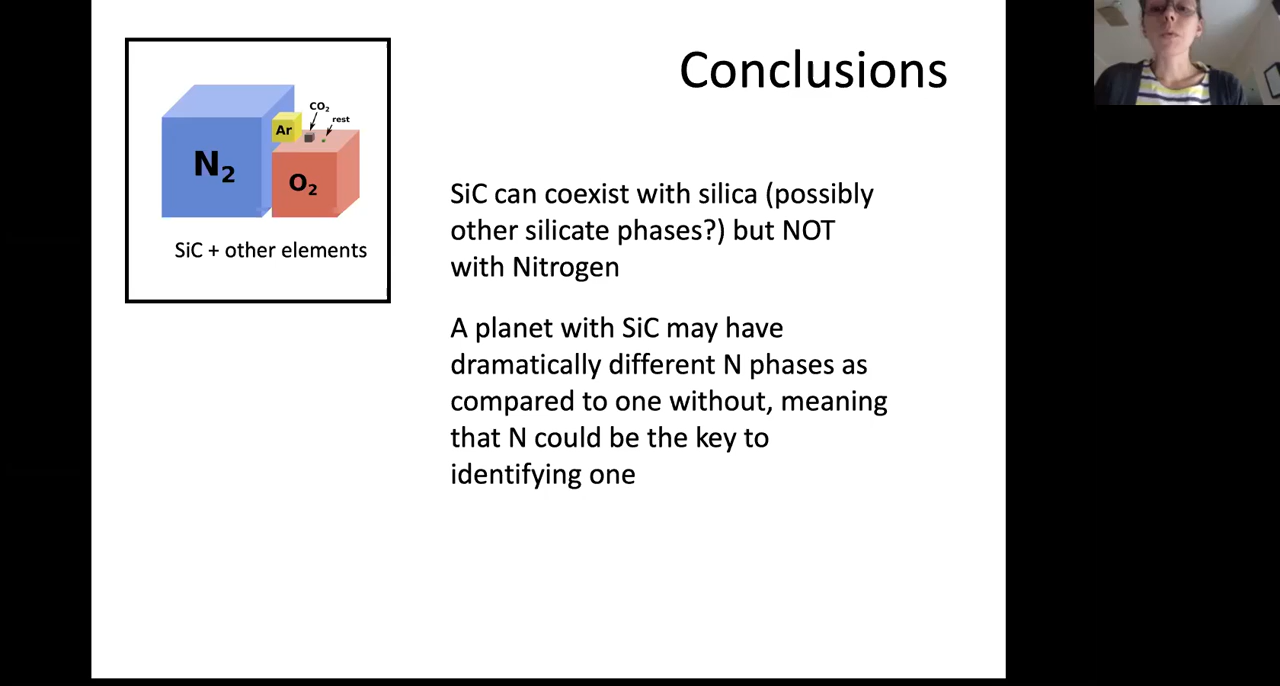 Conclusions
N₂
Ar
CO₂
rest
O₂
SiC + other elements
SiC can coexist with silica (possibly
other silicate phases?) but NOT
with Nitrogen
A planet with SiC may have
dramatically different N phases as
compared to one without, meaning
that N could be the key to
identifying one